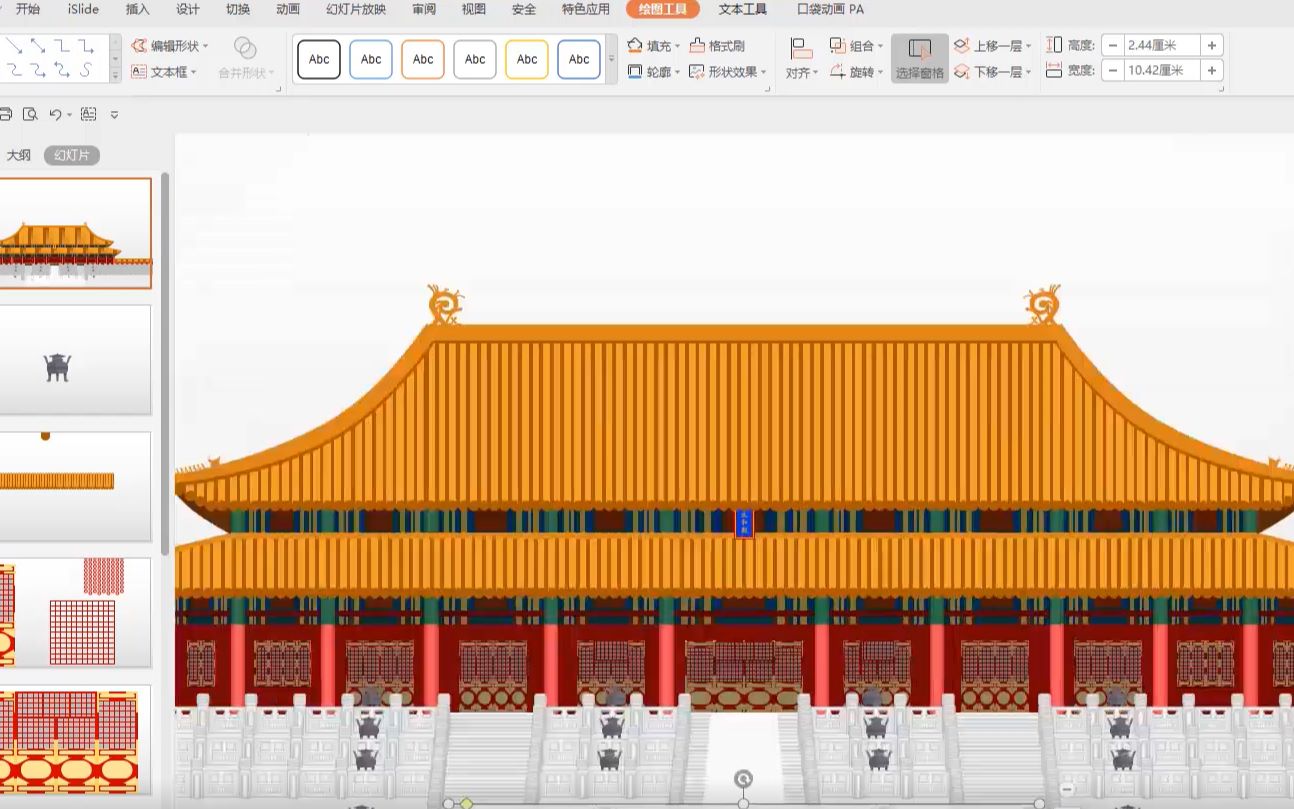 开始 iSlide 插入 设计 切换 动画 幻灯片放映 审阅 视图 安全 特色应用 绘图工具 文本工具 口袋动画 PA
编辑形状 合并形状 Abc Abc Abc Abc Abc Abc 填充 格式刷 组合 上移一层 高度: 2.44厘米
文本框 轮廓 形状效果 对齐 旋转 选择窗格 下移一层 宽度: 10.42厘米
大纲 幻灯片